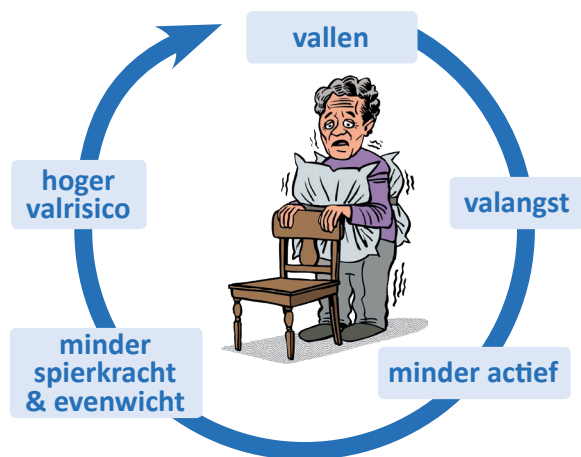 vallen
valangst
minder actief
minder
spierkracht
& evenwicht
hoger
valrisico